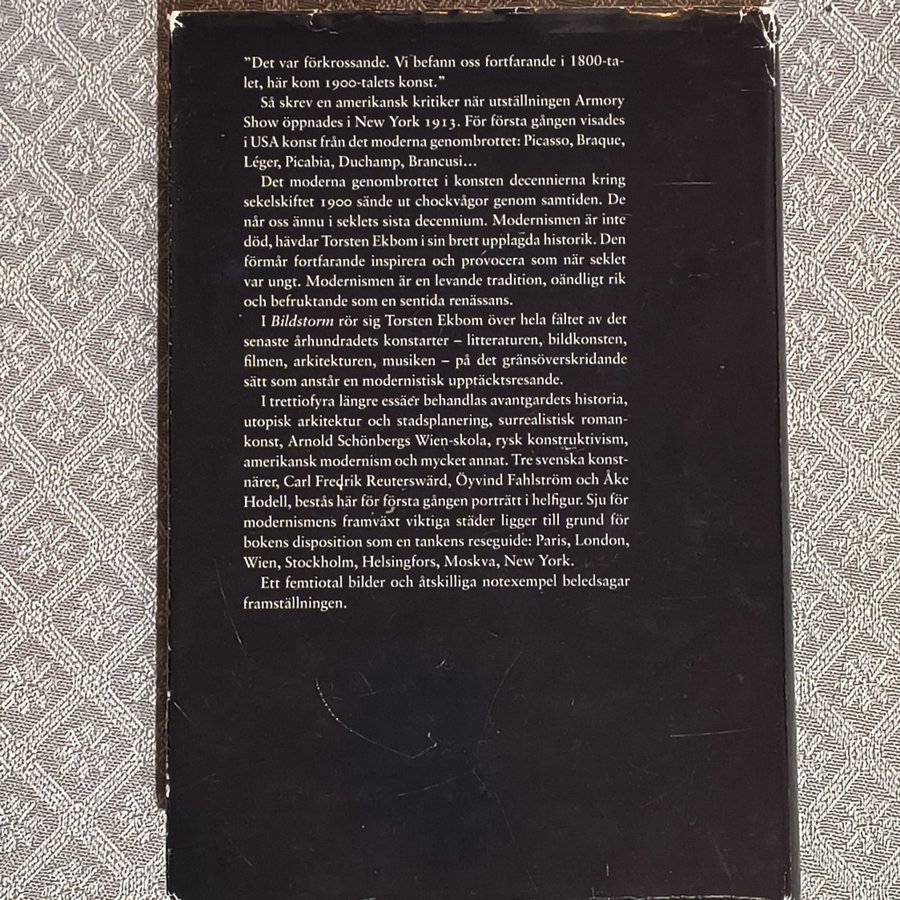 ”Det var förkrossande. Vi befann oss fortfarande i 1800-ta-
let, här kom 1900-talets konst.”
Så skrev en amerikansk kritiker när utställningen Armory
Show öppnades i New York 1913. För första gången visades
i USA konst från det moderna genombrottet: Picasso, Braque,
Léger, Picabia, Duchamp, Brancusi...
Det moderna genombrottet i konsten decennierna kring
sekelskiftet 1900 sände ut chockvågor genom samtiden. De
når oss ännu i seklets sista decennium. Modernismen är inte
död, hävdar Torsten Ekbom i sin brett upplagda historik. Den
förmår fortfarande inspirera och provocera som när seklet
var ungt. Modernismen är en levande tradition, oändligt rik
och befruktande som en sentida renässans.
I Bildstorm rör sig Torsten Ekbom över hela fältet av det
senaste århundradets konstarter – litteraturen, bildkonsten,
filmen, arkitekturen, musiken – på det gränsöverskridande
sätt som anstår en modernistisk upptäcktsresande.
I trettiofyra längre essäer behandlas avantgardets historia,
utopisk arkitektur och stadsplanering, surrealistisk roman-
konst, Arnold Schönbergs Wien-skola, rysk konstruktivism,
amerikansk modernism och mycket annat. Tre svenska konst-
närer, Carl Fredrik Reuterswärd, Öyvind Fahlström och Åke
Hodell, bestås här för första gången porträtt i helfigur. Sju för
modernismens framväxt viktiga städer ligger till grund för
bokens disposition som en tankens reseguide: Paris, London,
Wien, Stockholm, Helsingfors, Moskva, New York.
Ett femtiotal bilder och åtskilliga notexempel beledsagar
framställningen.